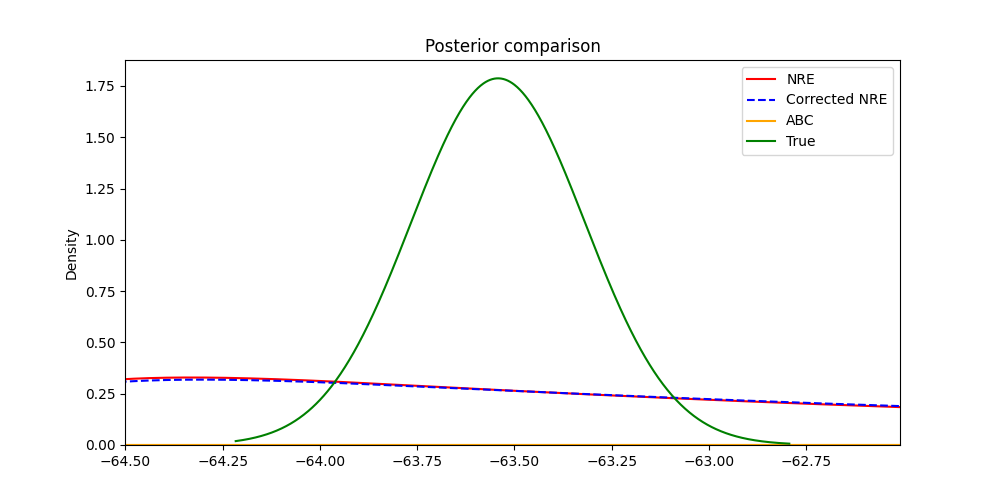 Posterior comparison
NRE
Corrected NRE
ABC
True
Density
1.75
1.50
1.25
1.00
0.75
0.50
0.25
0.00
−64.50 −64.25 −64.00 −63.75 −63.50 −63.25 −63.00 −62.75